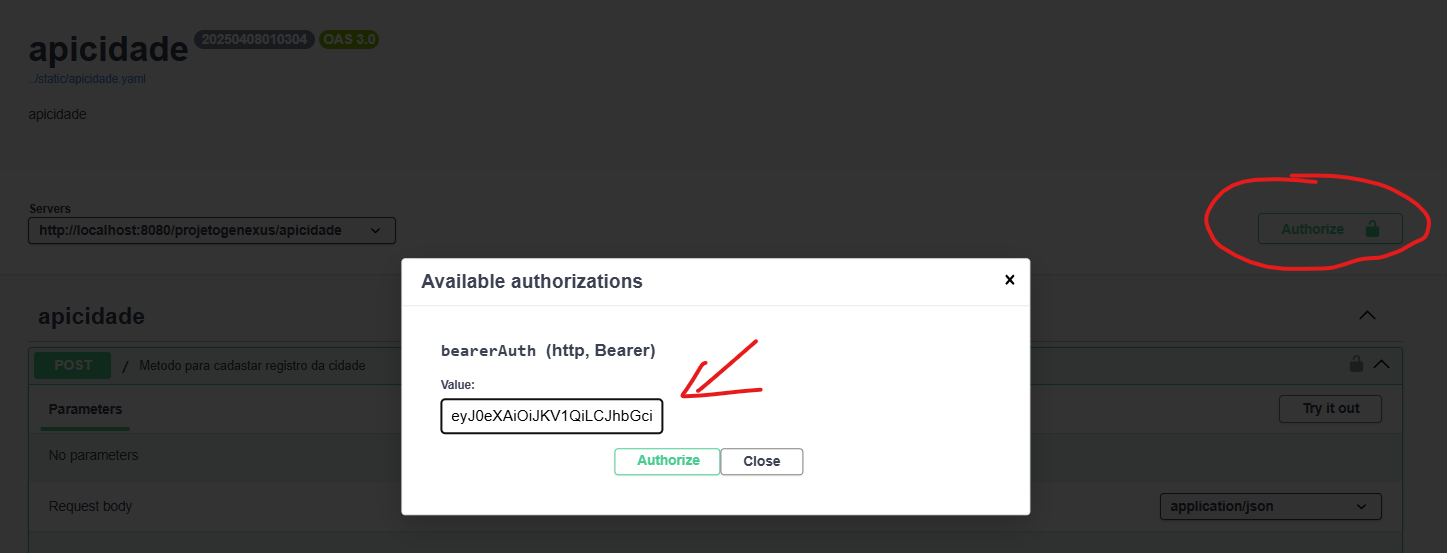 apicidade 20250408010304 OAS 3.0
../static/apicidade.yaml
apicidade
Servers
http://localhost:8080/projetogenexus/apicidade
Authorize
Available authorizations
bearerAuth (http, Bearer)
Value:
eyJ0eXAiOiJKV1QiLCJhbGci
Authorize Close
apicidade
POST / Metodo para cadastar registro da cidade
Parameters Try it out
No parameters
Request body application/json